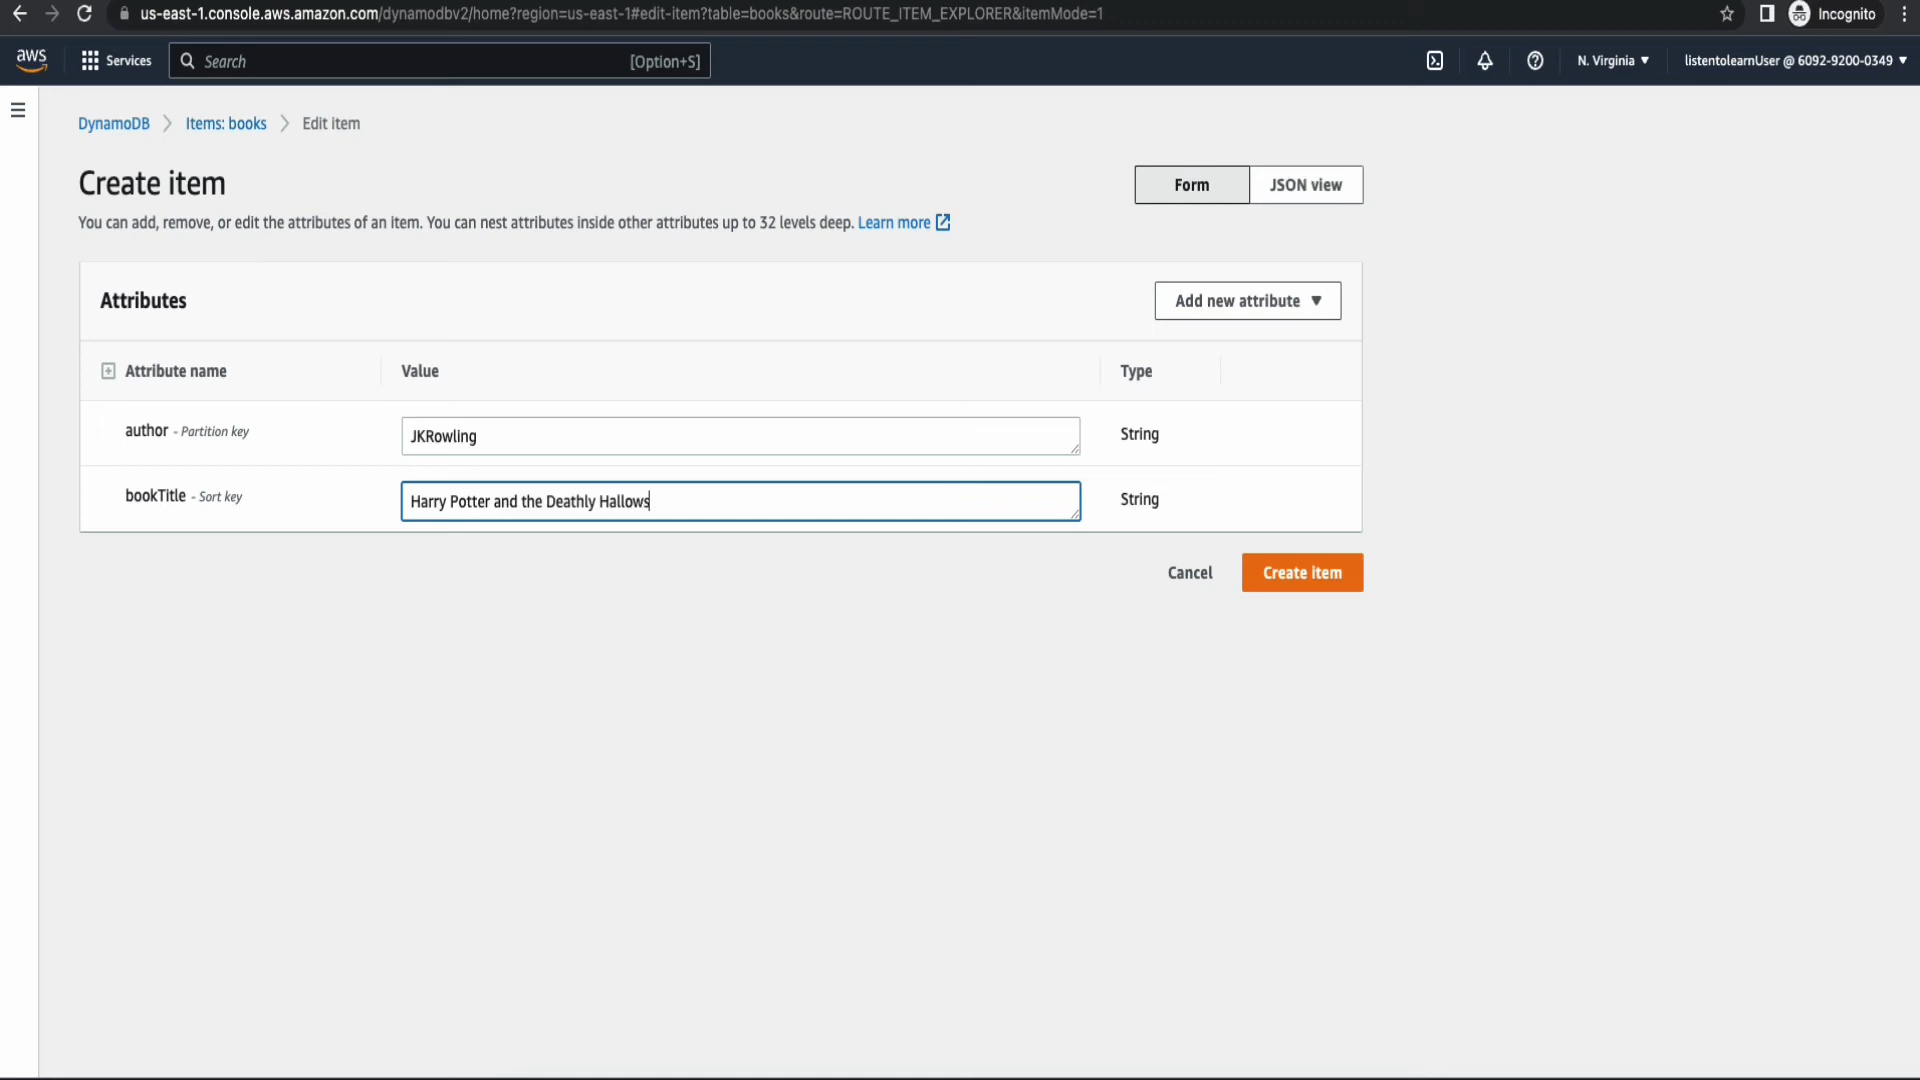 us-east-1.console.aws.amazon.com/dynamodbv2/home?region=us-east-1#edit-item?table=books&route=ROUTE_ITEM_EXPLORER&itemMode=1
Incognito
aws
Services
Search
[Option+S]
N. Virginia ▼
listentolearnUser @ 6092-9200-0349 ▼
DynamoDB
Items: books
Edit item
Create item
Form
JSON view
You can add, remove, or edit the attributes of an item. You can nest attributes inside other attributes up to 32 levels deep. Learn more
Attributes
Add new attribute ▼
Attribute name
Value
Type
author - Partition key
JKRowling
String
bookTitle - Sort key
Harry Potter and the Deathly Hallows
String
Cancel
Create item